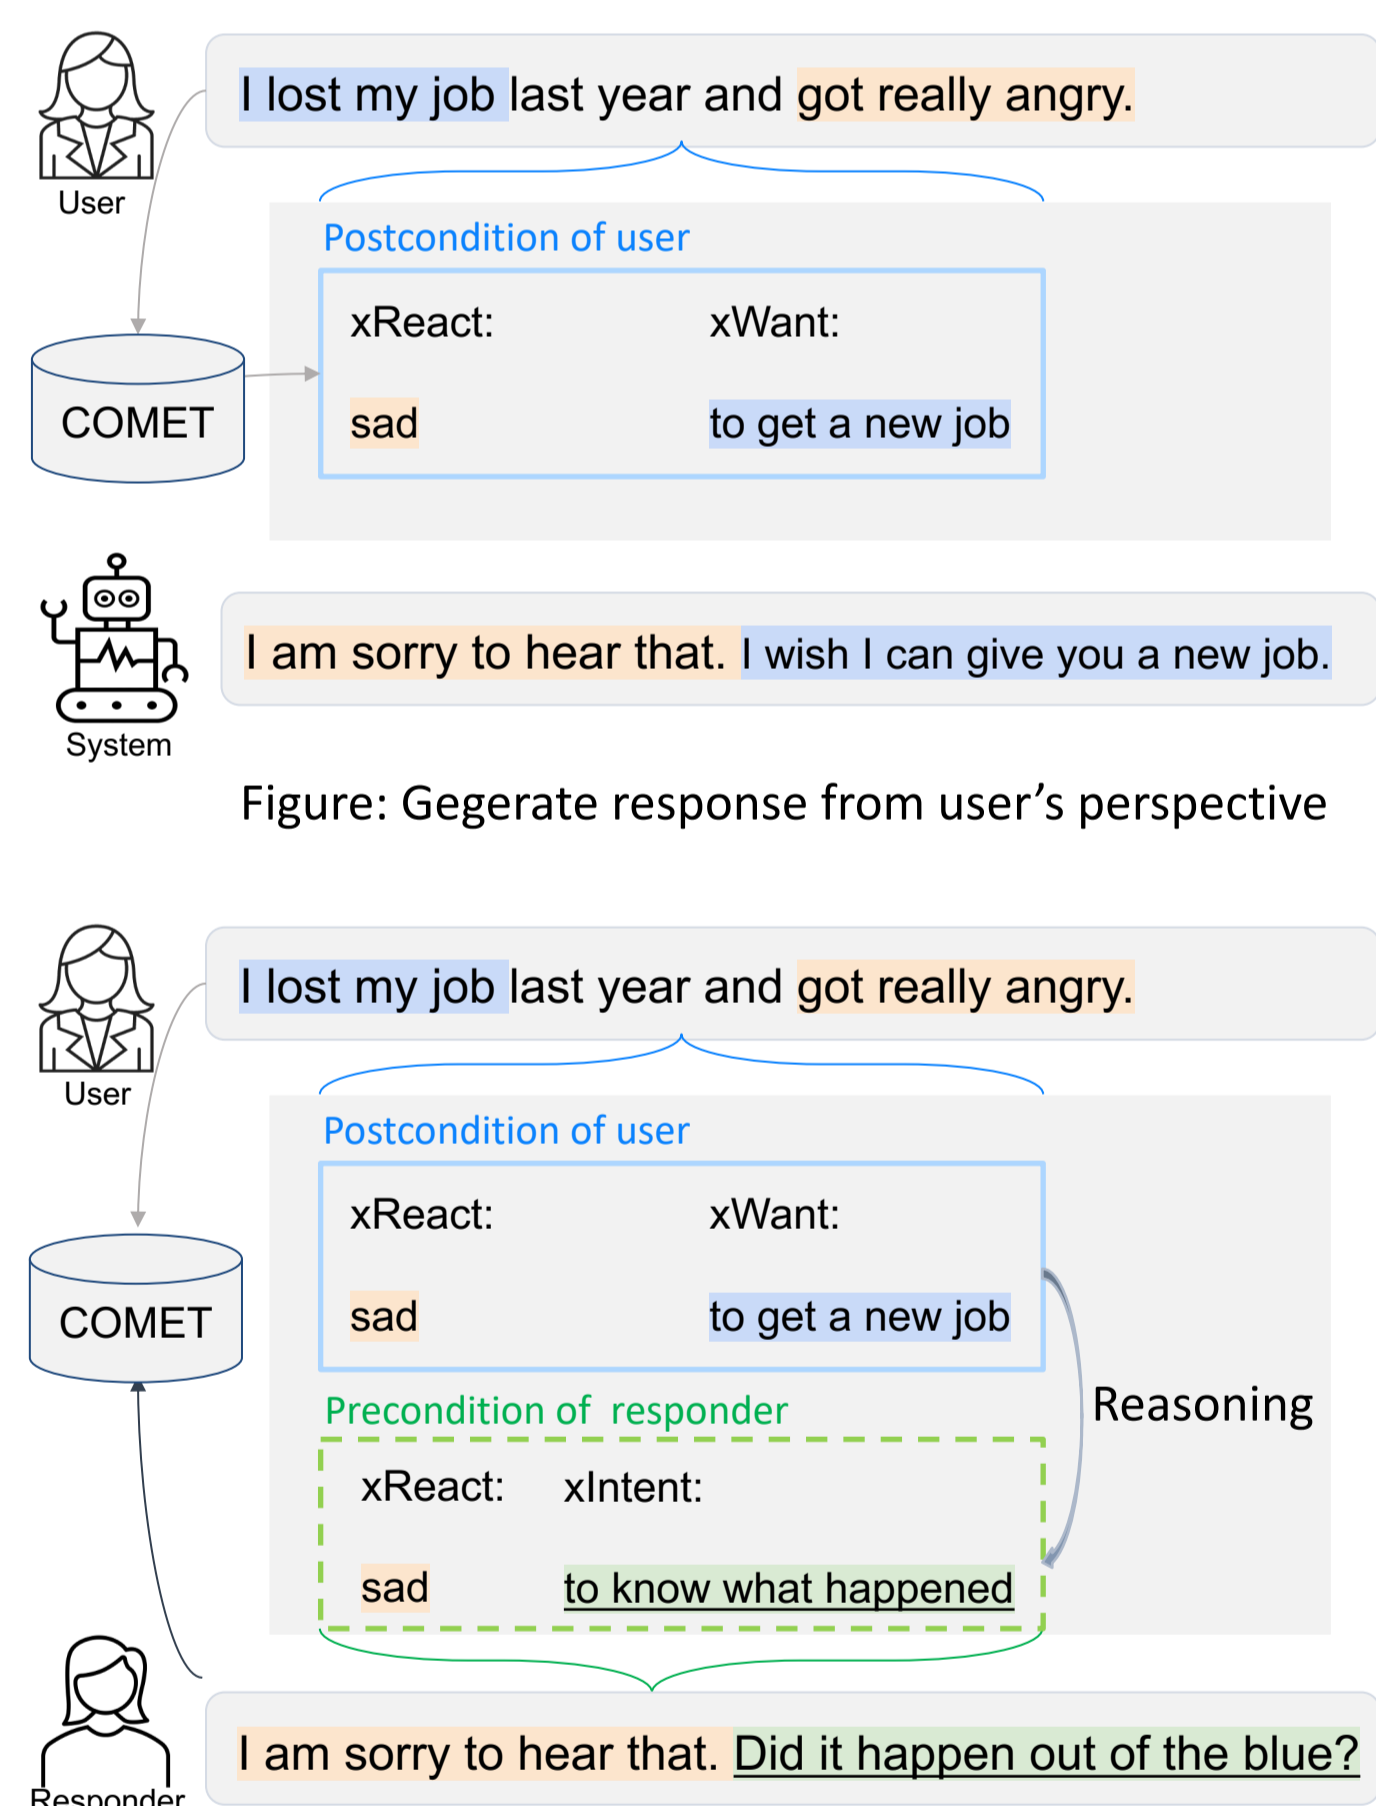 I lost my job last year and got really angry.
User
Postcondition of user
xReact: xWant:
COMET
sad to get a new job
I am sorry to hear that. I wish I can give you a new job.
System
Figure: Gegerate response from user’s perspective
I lost my job last year and got really angry.
User
Postcondition of user
xReact: xWant:
COMET
sad to get a new job
Reasoning
Precondition of responder
xReact: xIntent:
sad to know what happened
I am sorry to hear that. Did it happen out of the blue?
Responder